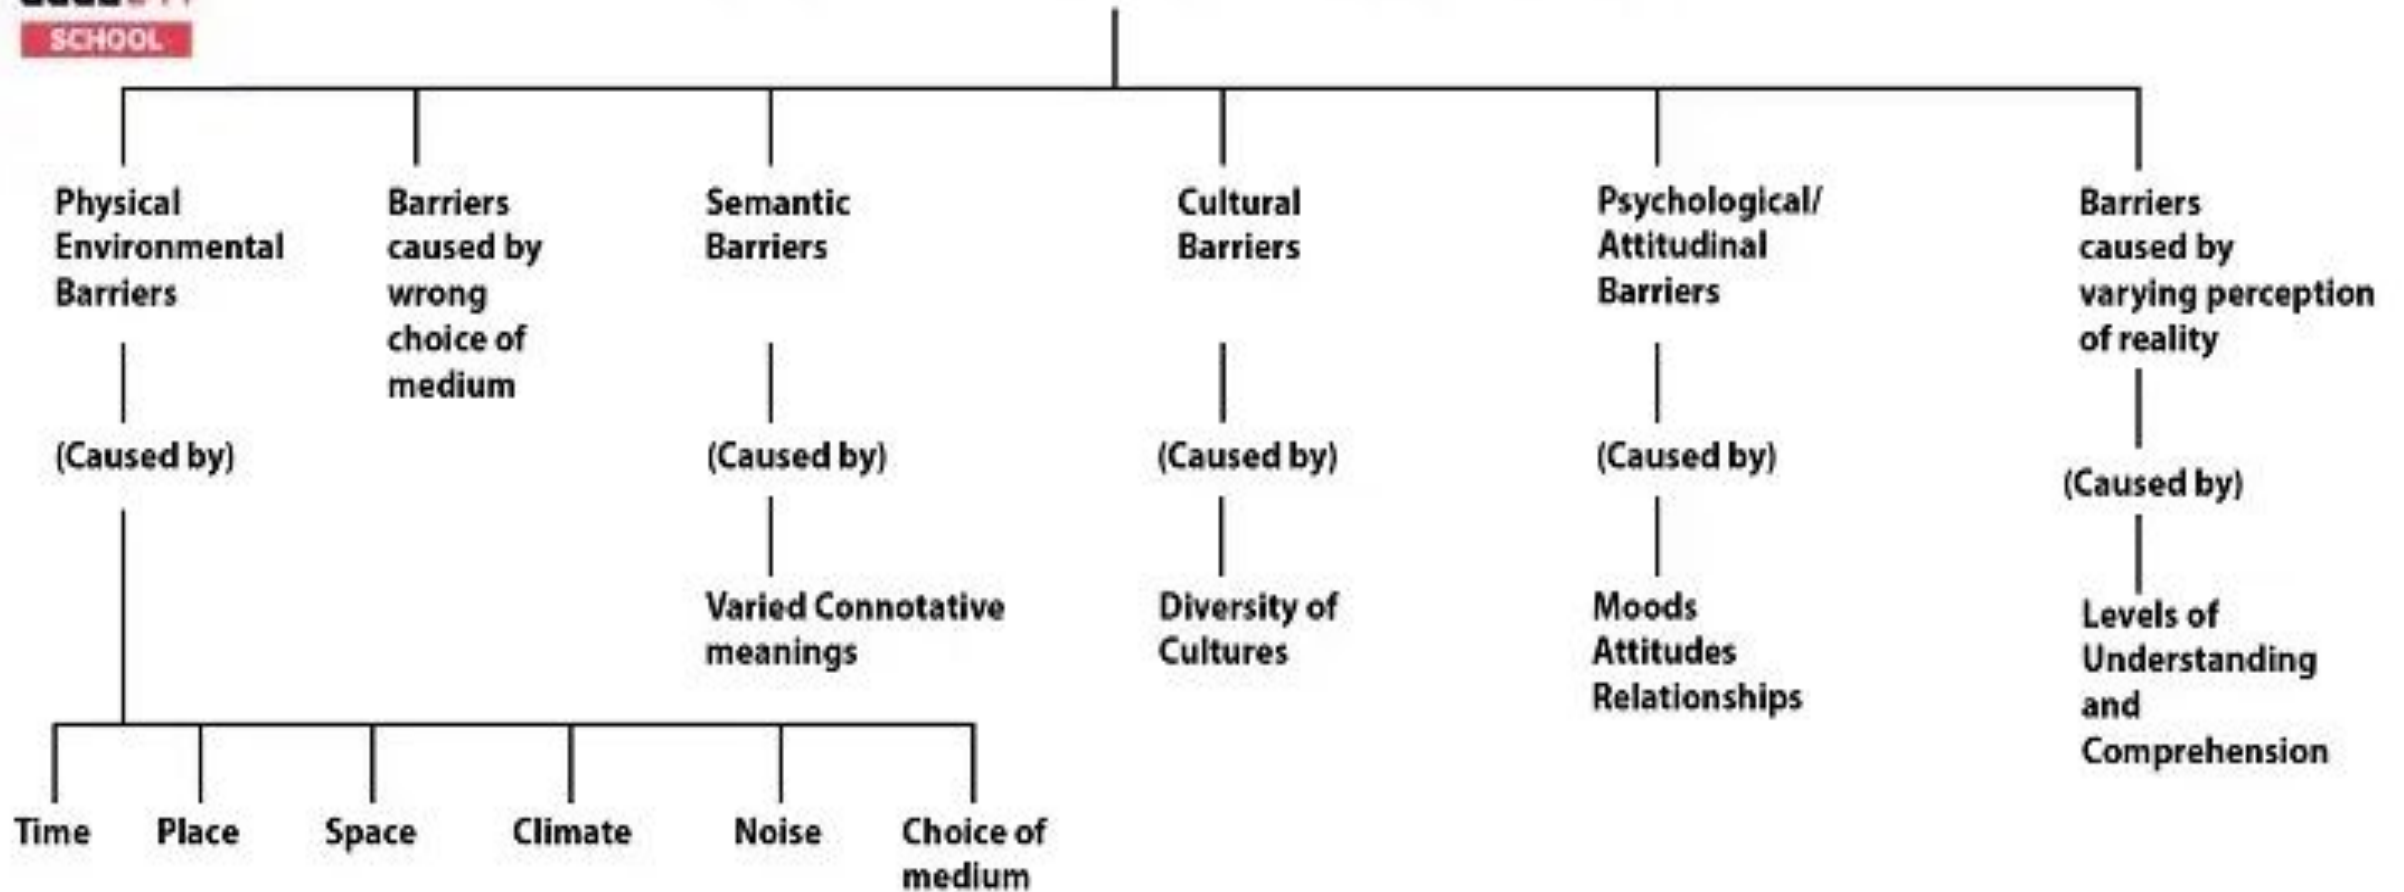 SCHOOL
Physical
Environmental
Barriers
Barriers
caused by
wrong
choice of
medium
Semantic
Barriers
Cultural
Barriers
Psychological/
Attitudinal
Barriers
Barriers
caused by
varying perception
of reality
(Caused by)
(Caused by)
(Caused by)
(Caused by)
(Caused by)
Varied Connotative
meanings
Diversity of
Cultures
Moods
Attitudes
Relationships
Levels of
Understanding
and
Comprehension
Time
Place
Space
Climate
Noise
Choice of
medium